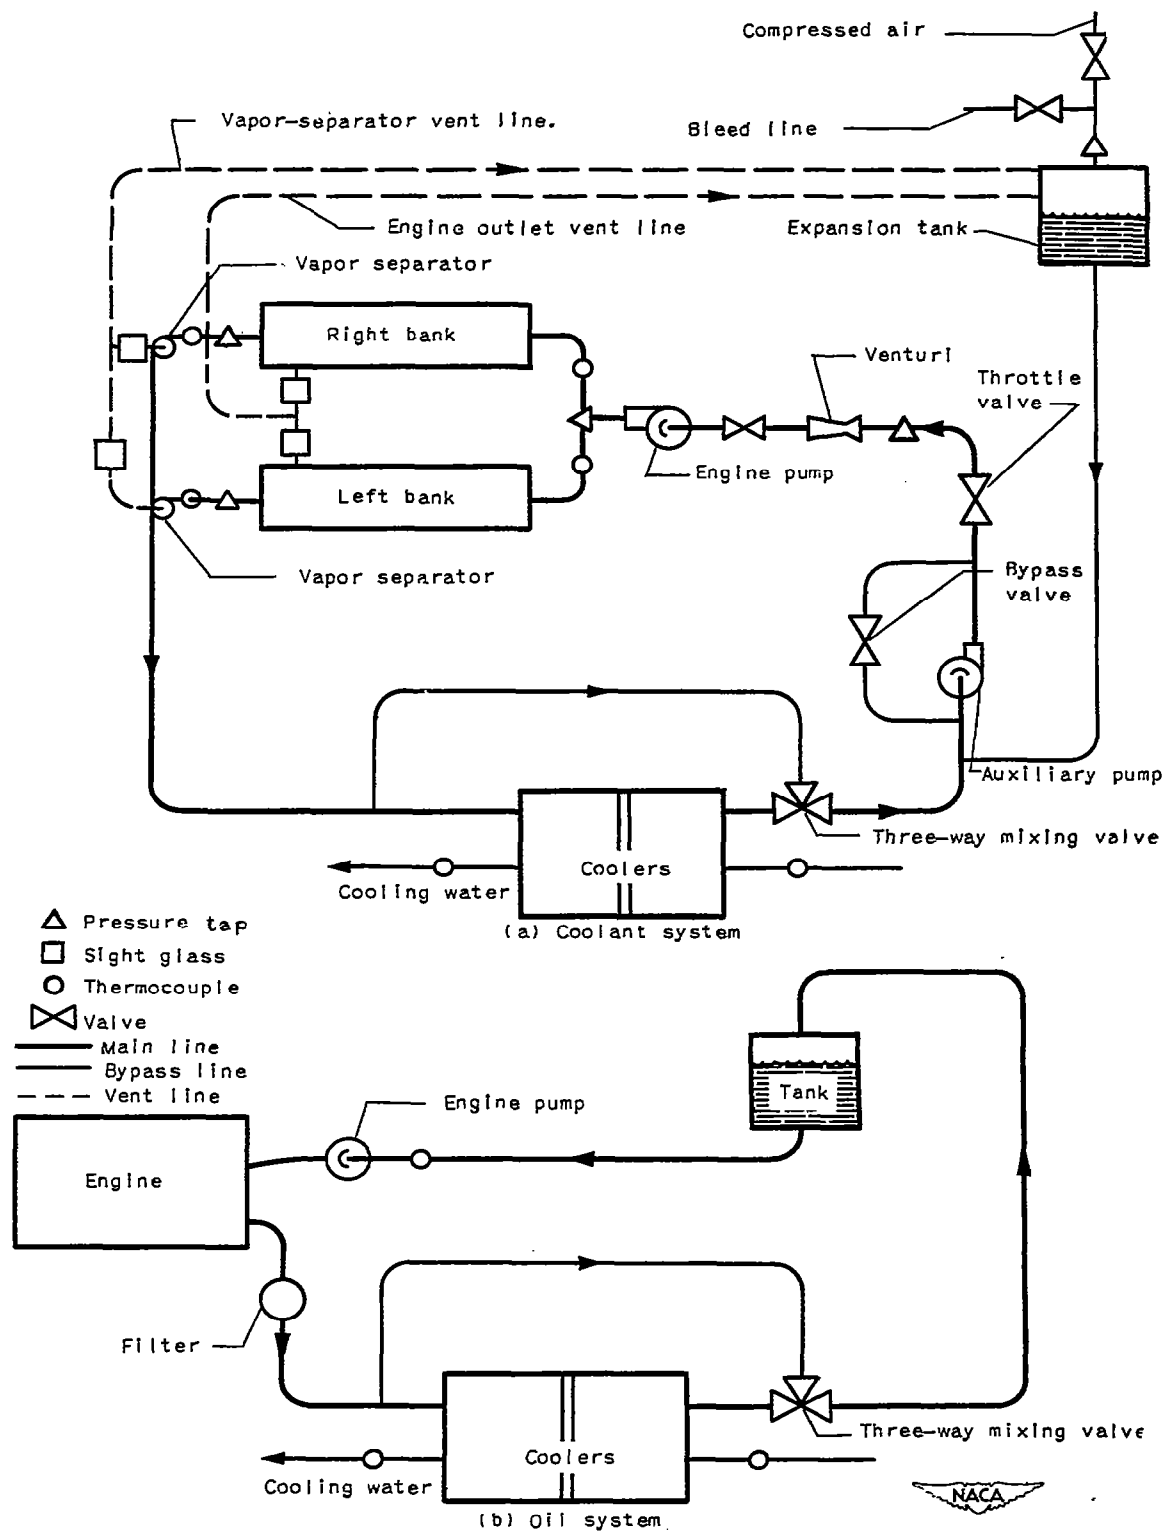 Compressed air
Vapor-separator vent line.
Bleed line
Engine outlet vent line
Expansion tank
Vapor separator
Right bank
Venturi
Throttle
valve
Engine pump
Left bank
Vapor separator
Bypass
valve
Auxiliary pump
Three-way mixing valve
Coolers
Cooling water
(a) Coolant system
Pressure tap
Sight glass
Thermocouple
Valve
Main line
Bypass line
Vent line
Tank
Engine pump
Engine
Filter
Three-way mixing valve
Coolers
Cooling water
NACA
(b) Oil system